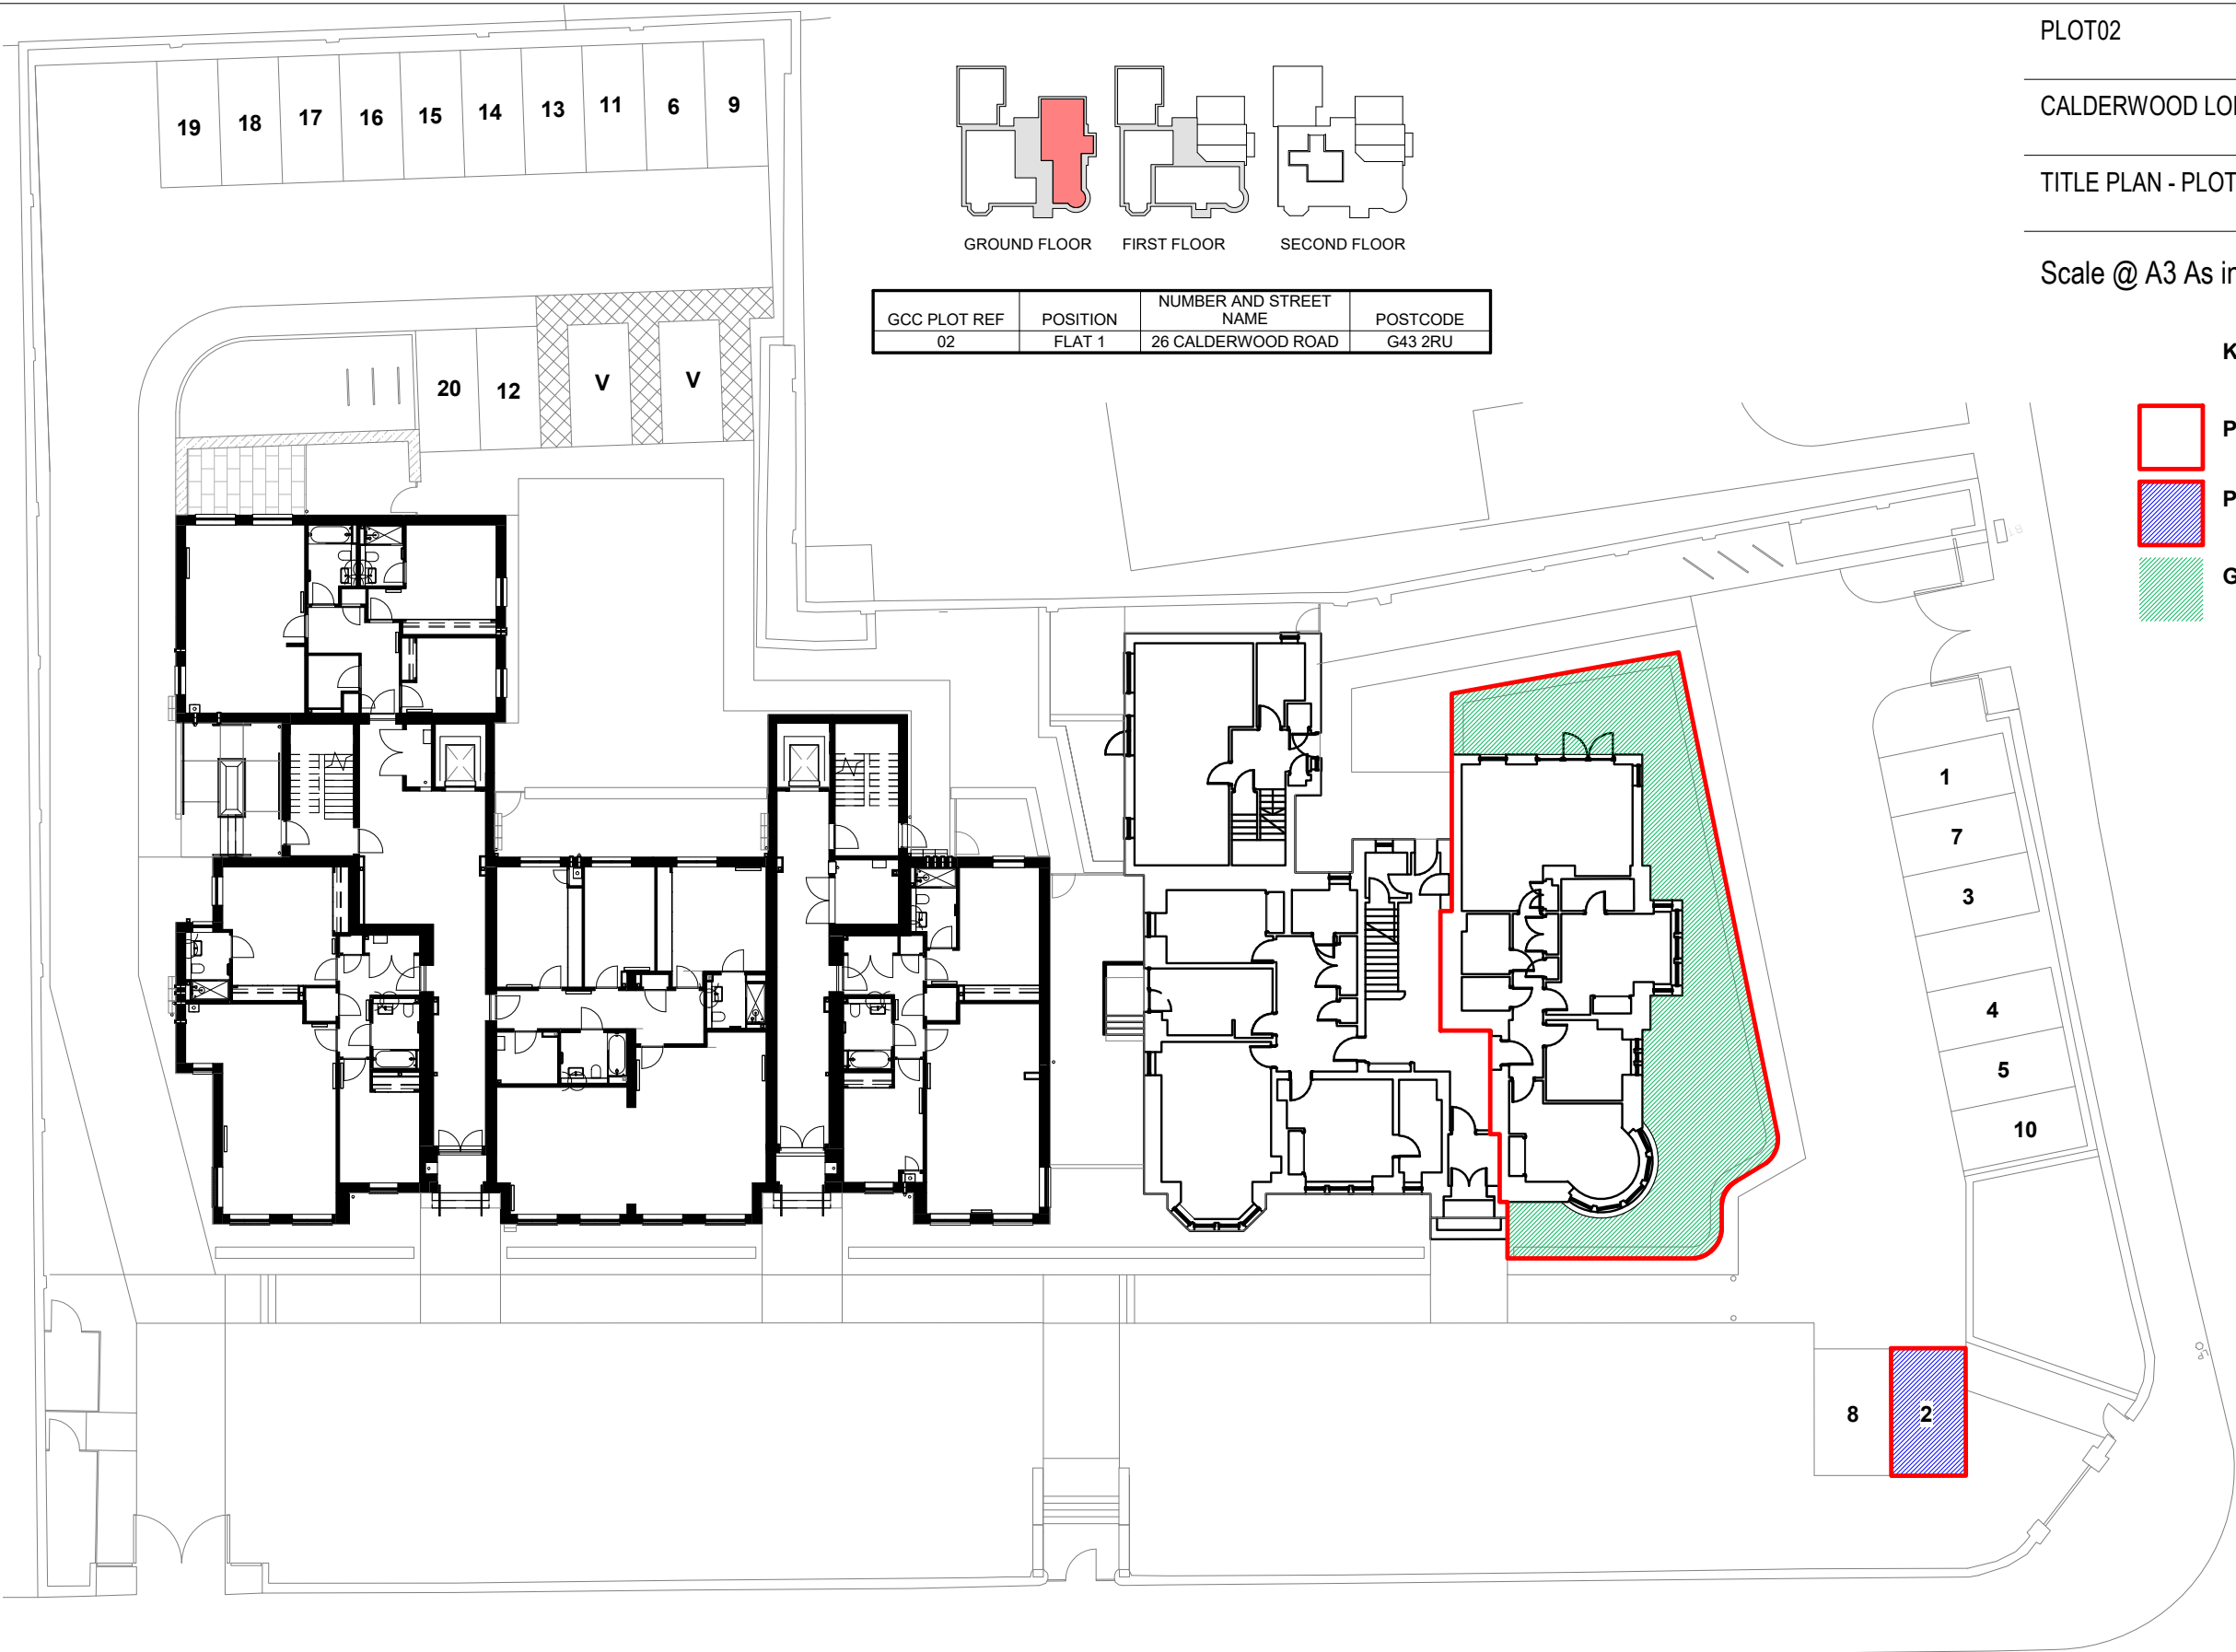 PLOT02
CALDERWOOD
TITLE PLAN - PLOT
Scale @ A3 As
19 18 17 16 15 14 13 11 6 9
GROUND FLOOR FIRST FLOOR SECOND FLOOR
GCC PLOT REF POSITION NUMBER AND STREET NAME POSTCODE
02 FLAT 1 26 CALDERWOOD ROAD G43 2RU
K
P
P
G
20 12 V V
1
7
3
4
5
10
8 2